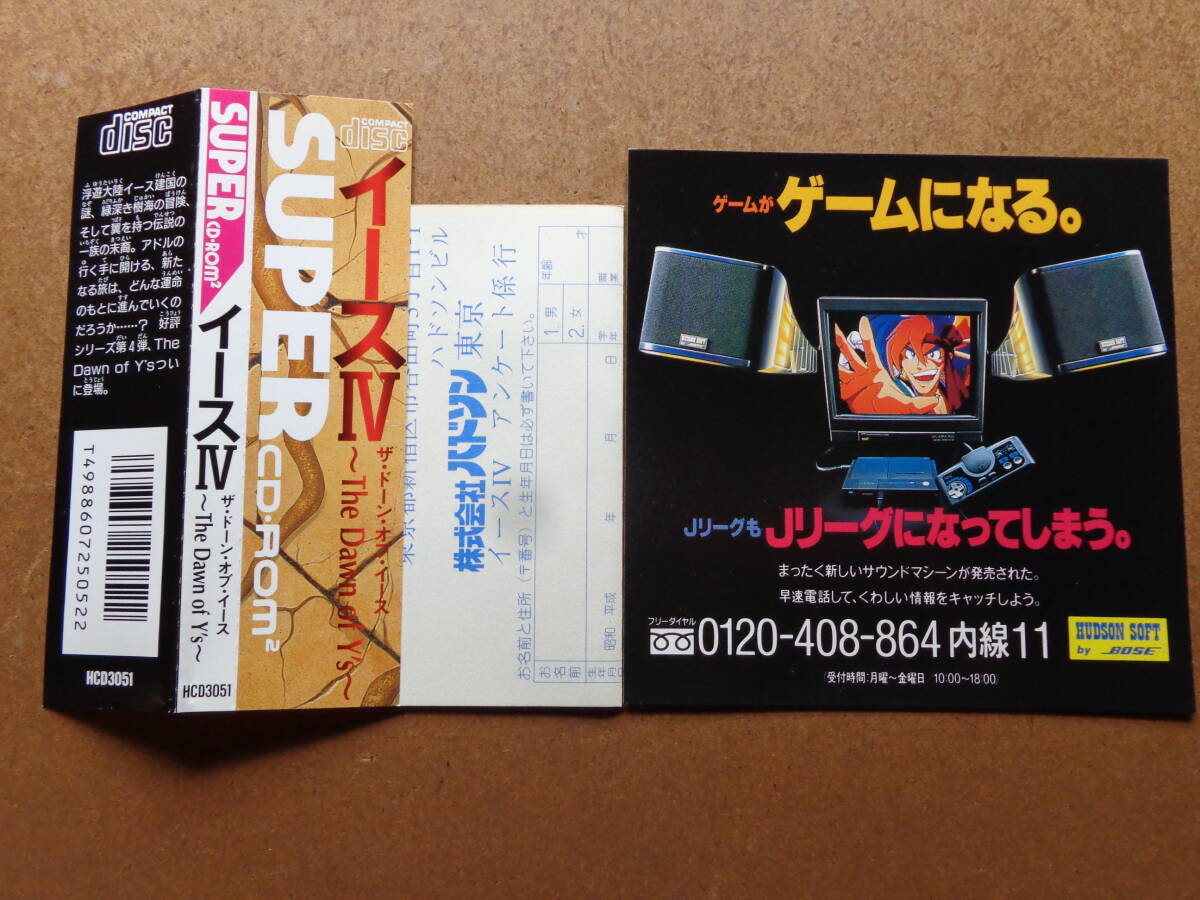 COMPACT
disc
浮遊大陸イース建国の
謎、緑深き樹海の冒険、
そして翼を持つ伝説の
一族の末裔。アドルの
行く手に開ける、新た
なる旅は、どんな運命
のもとに進んでいくの
だろうか……? 好評
シリーズ第4弾、The
Dawn of Y'sつい
に登場。
T4988607250522
HCD3051
SUPER CD-ROM²
イースIV
ザ・ドーン・オブ・イース
~The Dawn of Y's~
HCD3051
COMPACT
disc
SUPER CD-ROM²
イースIV
ザ・ドーン・オブ・イース
~The Dawn of Y's~
ハドソンビル
株式会社ハドソン 東京
イースIV アンケート係 行
お名前と住所(〒番号)と生年月日は必ず書いて下さい。
お名前
生年月日
昭和 平成 年 月 日
1. 男
2. 女
年齢 才
ゲームが ゲームになる。
HUDSON SOFT
Jリーグも Jリーグになってしまう。
まったく新しいサウンドマシーンが発売された。
早速電話して、くわしい情報をキャッチしよう。
フリーダイヤル
0120-408-864 内線11
HUDSON SOFT
by BOSE
(受付時間:月曜~金曜日/10:00~18:00)